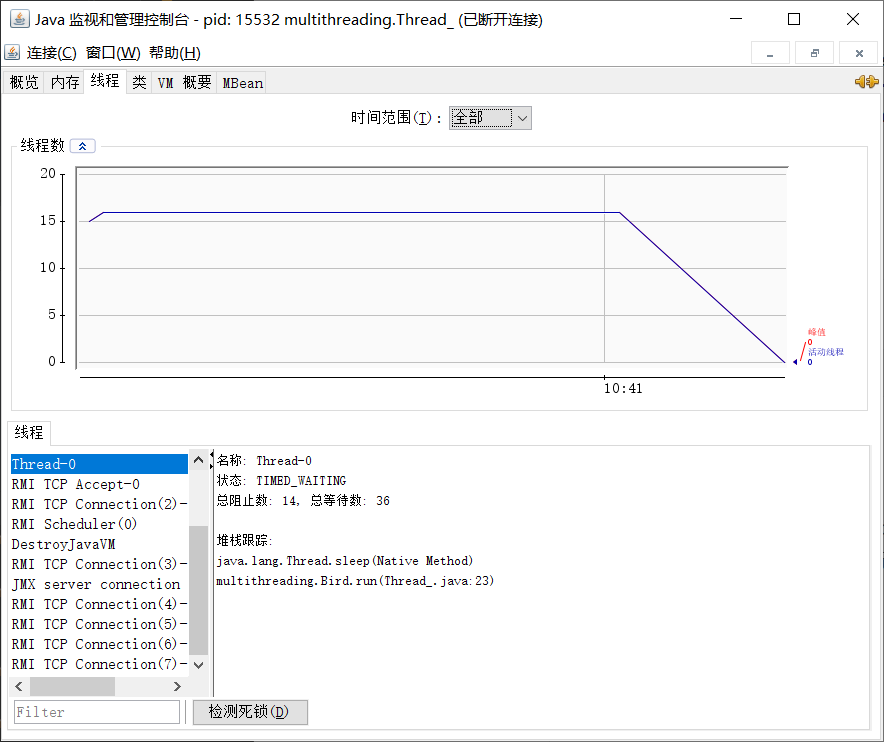 Java 监视和管理控制台 - pid: 15532 multithreading.Thread_ (已断开连接)
连接(C) 窗口(W) 帮助(H)
概览 内存 线程 类 VM 概要 MBean
时间范围(T): 全部
线程数
20
15
10
5
0
峰值
0
活动线程
0
10:41
线程
Thread-0
RMI TCP Accept-0
RMI TCP Connection(2)-
RMI Scheduler(0)
DestroyJavaVM
RMI TCP Connection(3)-
JMX server connection
RMI TCP Connection(4)-
RMI TCP Connection(5)-
RMI TCP Connection(6)-
RMI TCP Connection(7)-
名称: Thread-0
状态: TIMED_WAITING
总阻止数: 14, 总等待数: 36
堆栈跟踪:
java.lang.Thread.sleep(Native Method)
multithreading.Bird.run(Thread_.java:23)
Filter
检测死锁(D)